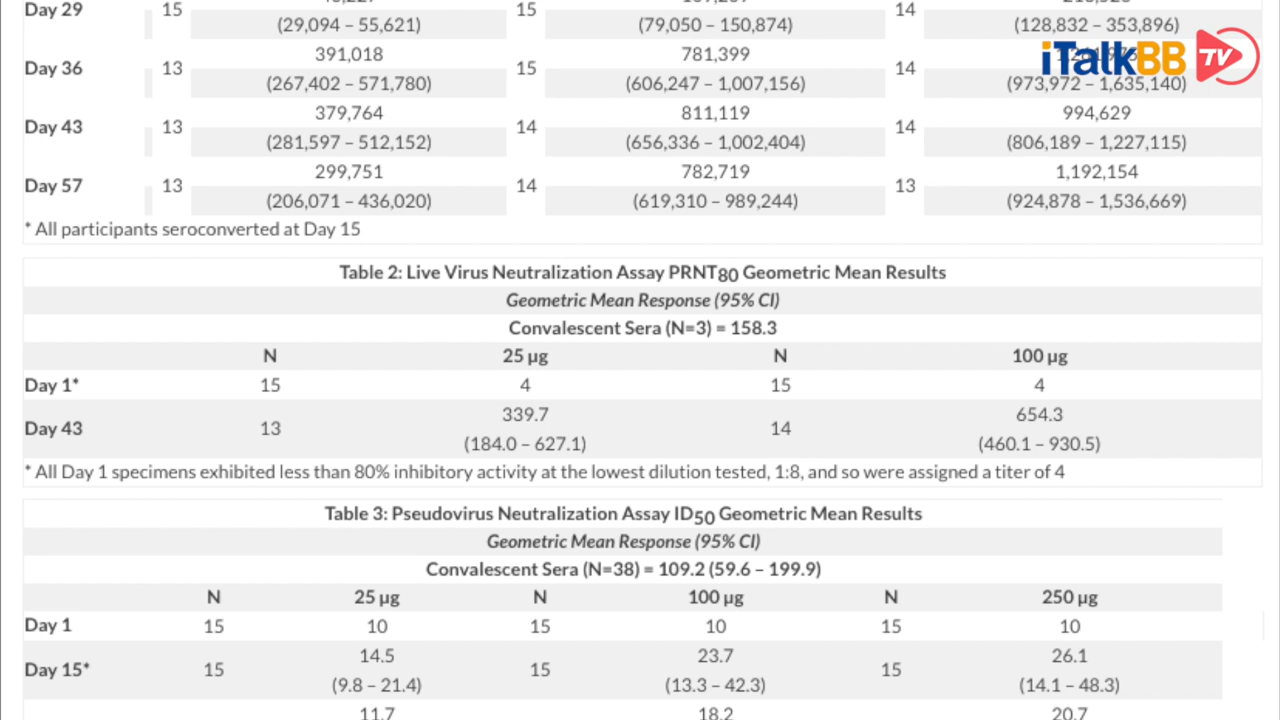 Day 29 15 15 14
(29,094 – 55,621) (79,050 – 150,874) (128,832 – 353,896)
391,018 781,399
Day 36 13 15 14
(267,402 – 571,780) (606,247 – 1,007,156) (973,972 – 1,635,140)
iTalkBB TV
379,764 811,119 994,629
Day 43 13 14 14
(281,597 – 512,152) (656,336 – 1,002,404) (806,189 – 1,227,115)
299,751 782,719 1,192,154
Day 57 13 14 13
(206,071 – 436,020) (619,310 – 989,244) (924,878 – 1,536,669)
* All participants seroconverted at Day 15
Table 2: Live Virus Neutralization Assay PRNT80 Geometric Mean Results
Geometric Mean Response (95% CI)
Convalescent Sera (N=3) = 158.3
N 25 µg N 100 µg
Day 1* 15 4 15 4
339.7 654.3
Day 43 13 14
(184.0 – 627.1) (460.1 – 930.5)
* All Day 1 specimens exhibited less than 80% inhibitory activity at the lowest dilution tested, 1:8, and so were assigned a titer of 4
Table 3: Pseudovirus Neutralization Assay ID50 Geometric Mean Results
Geometric Mean Response (95% CI)
Convalescent Sera (N=38) = 109.2 (59.6 – 199.9)
N 25 µg N 100 µg N 250 µg
Day 1 15 10 15 10 15 10
14.5 23.7 26.1
Day 15* 15 15 15
(9.8 – 21.4) (13.3 – 42.3) (14.1 – 48.3)
11.7 18.2 20.7